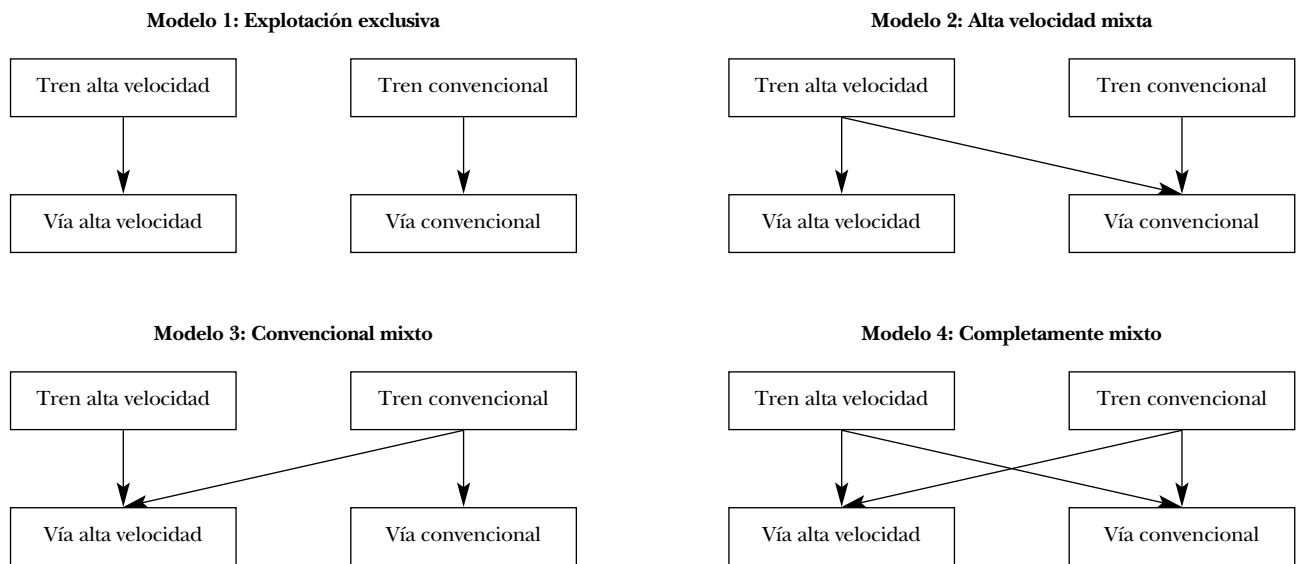 Modelo 1: Explotación exclusiva
Tren alta velocidad
Tren convencional
Vía alta velocidad
Vía convencional
Modelo 2: Alta velocidad mixta
Tren alta velocidad
Tren convencional
Vía alta velocidad
Vía convencional
Modelo 3: Convencional mixto
Tren alta velocidad
Tren convencional
Vía alta velocidad
Vía convencional
Modelo 4: Completamente mixto
Tren alta velocidad
Tren convencional
Vía alta velocidad
Vía convencional